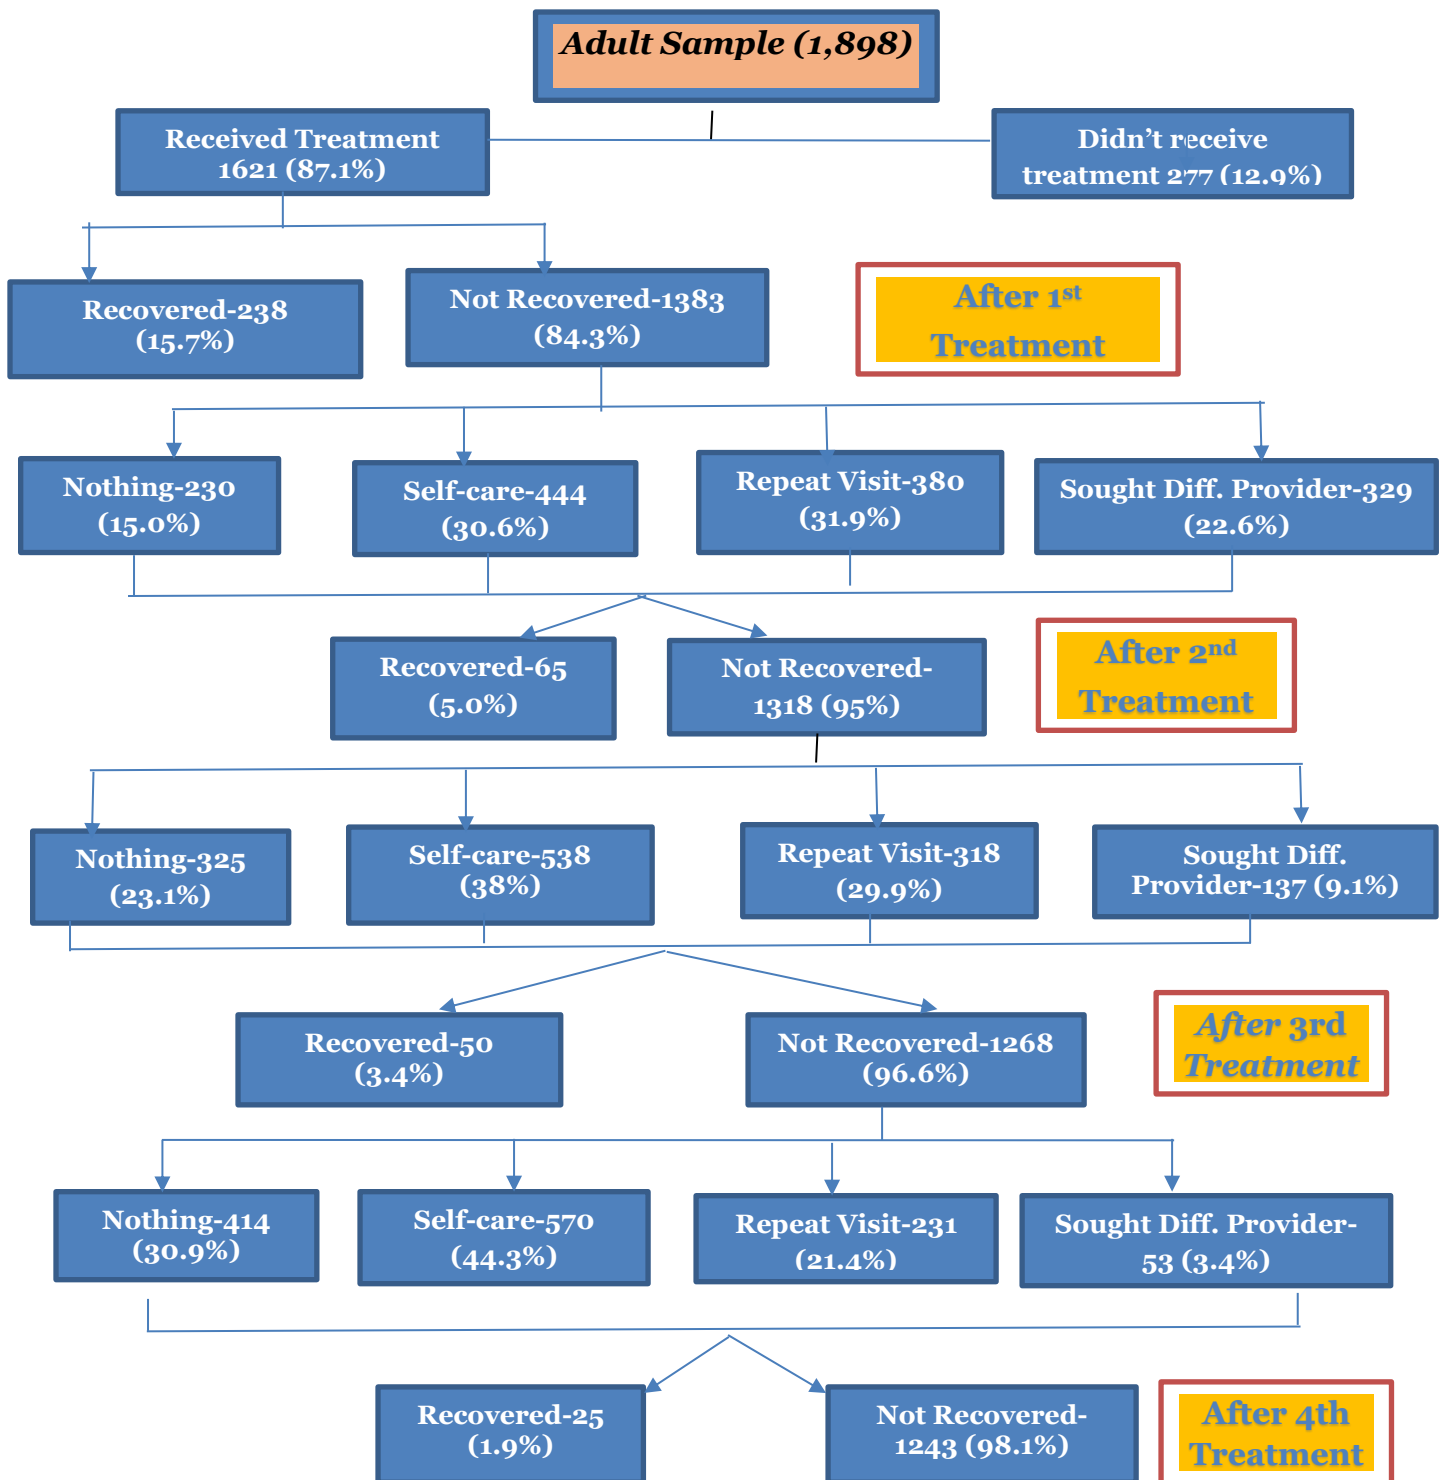 Adult Sample (1,898)
Received Treatment
1621 (87.1%)
Didn't receive
treatment 277 (12.9%)
Recovered-238
(15.7%)
Not Recovered-1383
(84.3%)
After 1st
Treatment
Nothing-230
(15.0%)
Self-care-444
(30.6%)
Repeat Visit-380
(31.9%)
Sought Diff. Provider-329
(22.6%)
Recovered-65
(5.0%)
Not Recovered-
1318 (95%)
After 2nd
Treatment
Nothing-325
(23.1%)
Self-care-538
(38%)
Repeat Visit-318
(29.9%)
Sought Diff.
Provider-137 (9.1%)
Recovered-50
(3.4%)
Not Recovered-1268
(96.6%)
After 3rd
Treatment
Nothing-414
(30.9%)
Self-care-570
(44.3%)
Repeat Visit-231
(21.4%)
Sought Diff. Provider-
53 (3.4%)
Recovered-25
(1.9%)
Not Recovered-
1243 (98.1%)
After 4th
Treatment